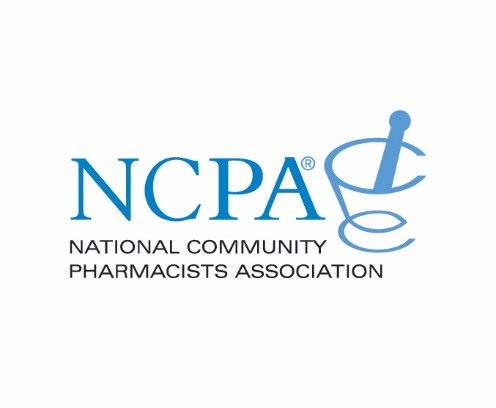 NCPA®
NATIONAL COMMUNITY
PHARMACISTS ASSOCIATION